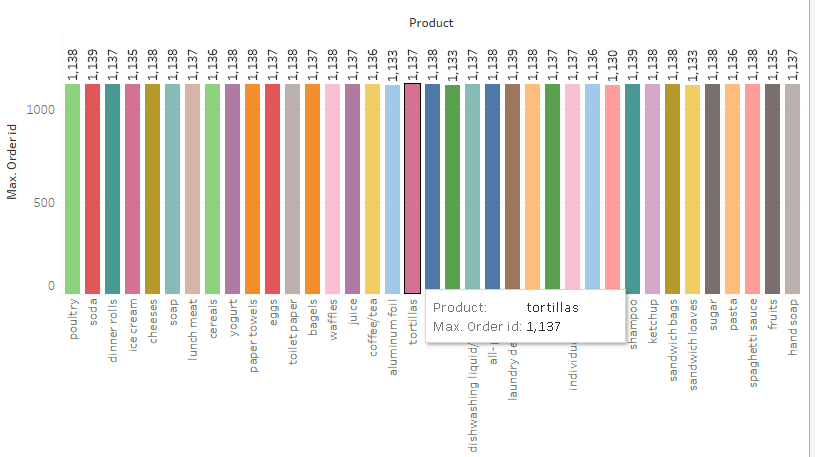 Product
1,138
1,139
1,137
1,135
1,138
1,138
1,137
1,136
1,138
1,138
1,137
1,138
1,137
1,138
1,137
1,136
1,133
1,137
1,138
1,133
1,137
1,138
1,139
1,138
1,137
1,137
1,136
1,130
1,139
1,138
1,138
1,133
1,138
1,136
1,138
1,135
1,137
Max. Order id
1000
500
0
poultry
soda
dinner rolls
ice cream
cheeses
soap
lunch meat
cereals
yogurt
paper towels
eggs
toilet paper
bagels
waffles
juice
coffee/tea
aluminum foil
tortillas
dishwashing liquid/
all-
laundry de
individua
shampoo
ketchup
sandwich bags
sandwich loaves
sugar
pasta
spaghetti sauce
fruits
hand soap
Product: tortillas
Max. Order id: 1,137